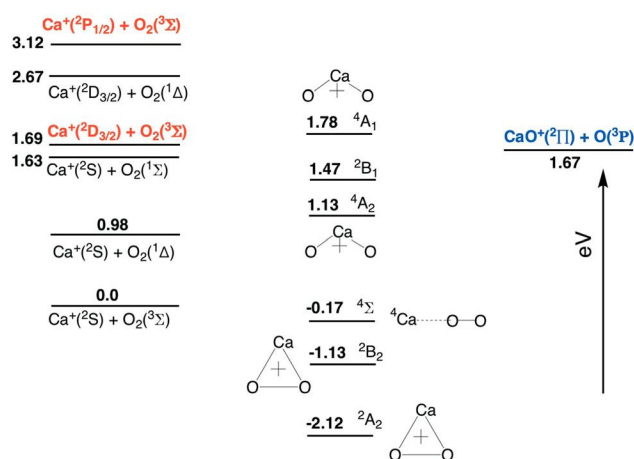 Ca⁺(²P₁/₂) + O₂(³Σ)
3.12
2.67
Ca⁺(²D₃/₂) + O₂(¹Δ)
Ca⁺(²D₃/₂) + O₂(³Σ)
1.69
1.63
Ca⁺(²S) + O₂(¹Σ)
0.98
Ca⁺(²S) + O₂(¹Δ)
0.0
Ca⁺(²S) + O₂(³Σ)
Ca
O + O
1.78 ⁴A₁
1.47 ²B₁
1.13 ⁴A₂
Ca
O + O
-0.17 ⁴Σ
⁴Ca O O
Ca
+
O O
-1.13 ²B₂
-2.12 ²A₂
Ca
+
O O
CaO⁺(²Π) + O(³P)
1.67
eV